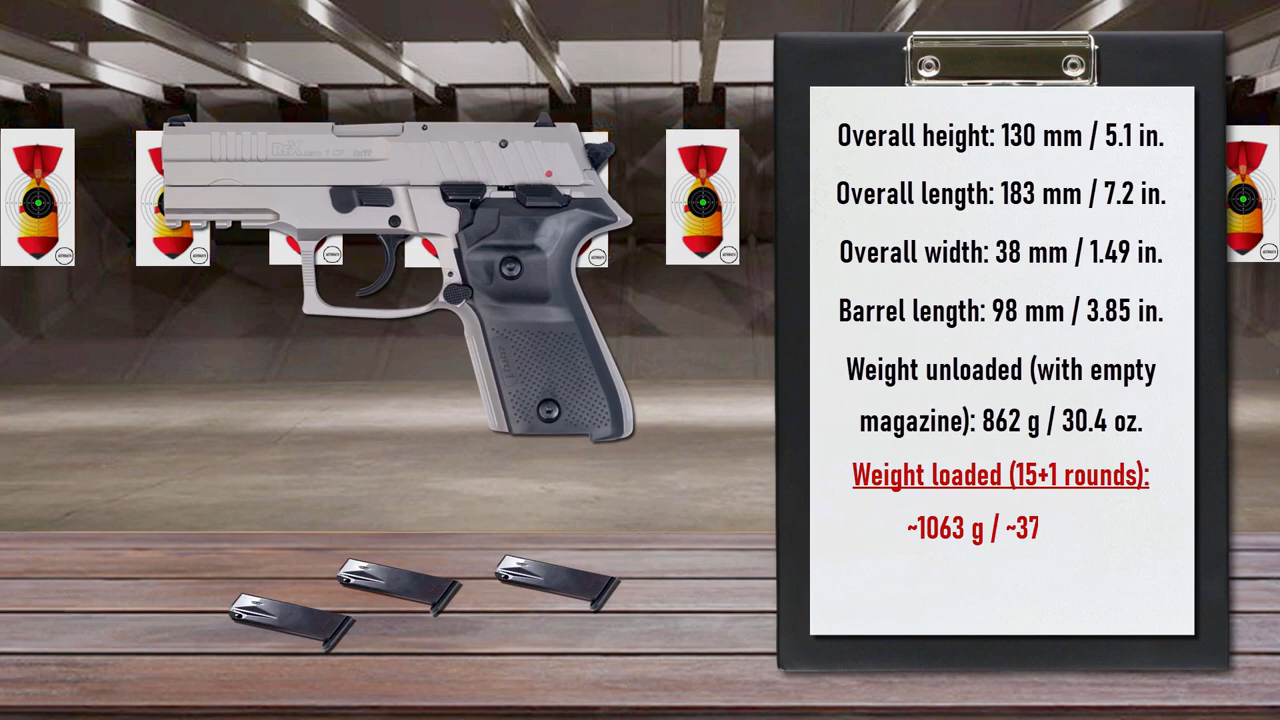 Overall height: 130 mm / 5.1 in.
Overall length: 183 mm / 7.2 in.
Overall width: 38 mm / 1.49 in.
Barrel length: 98 mm / 3.85 in.
Weight unloaded (with empty
magazine): 862 g / 30.4 oz.
Weight loaded (15+1 rounds):
~1063 g / ~37